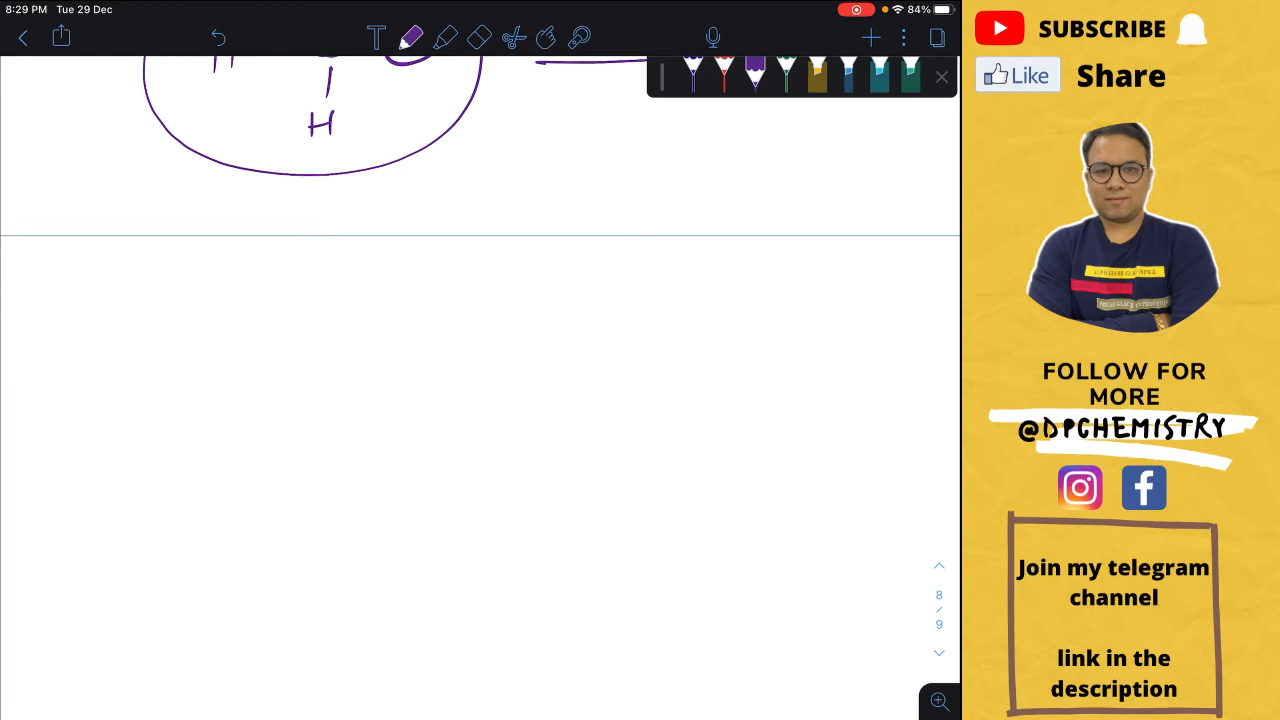 8:29 PM Tue 29 Dec
84%
T
H
8
9
SUBSCRIBE
Like Share
FOLLOW FOR
MORE
@DPCHEMISTRY
Join my telegram
channel
link in the
description